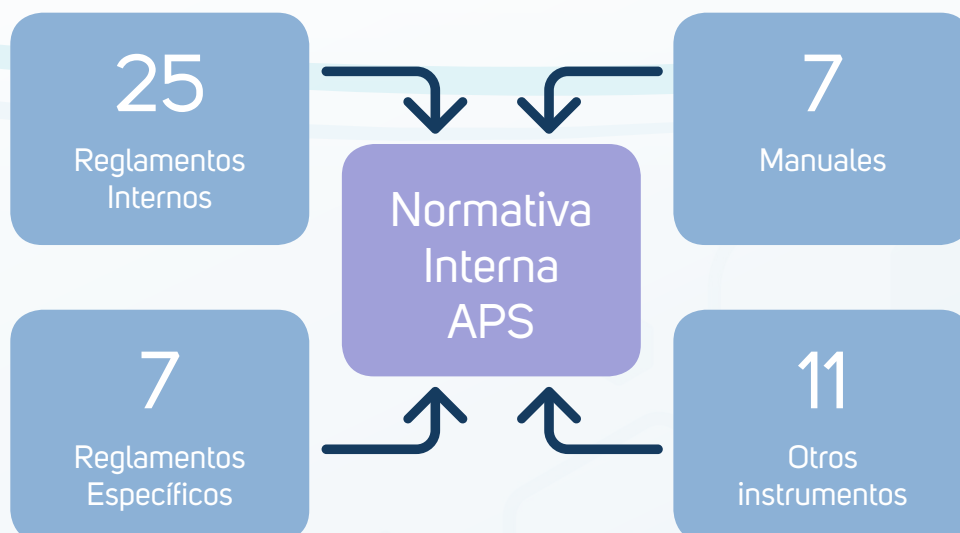 25
Reglamentos
Internos
7
Manuales
Normativa
Interna
APS
7
Reglamentos
Específicos
11
Otros
instrumentos